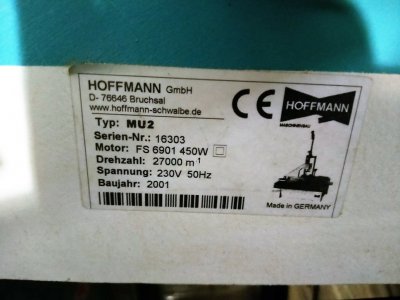 HOFFMANN GmbH
D- 76646 Bruchsal
www.hoffmann-schwalbe.de
Typ: MU2
Serien-Nr.: 16303
Motor: FS 6901 450W
Drehzahl: 27000 m⁻¹
Spannung: 230V 50Hz
Baujahr: 2001
CE
HOFFMANN
MASCHINENBAU
Made in GERMANY